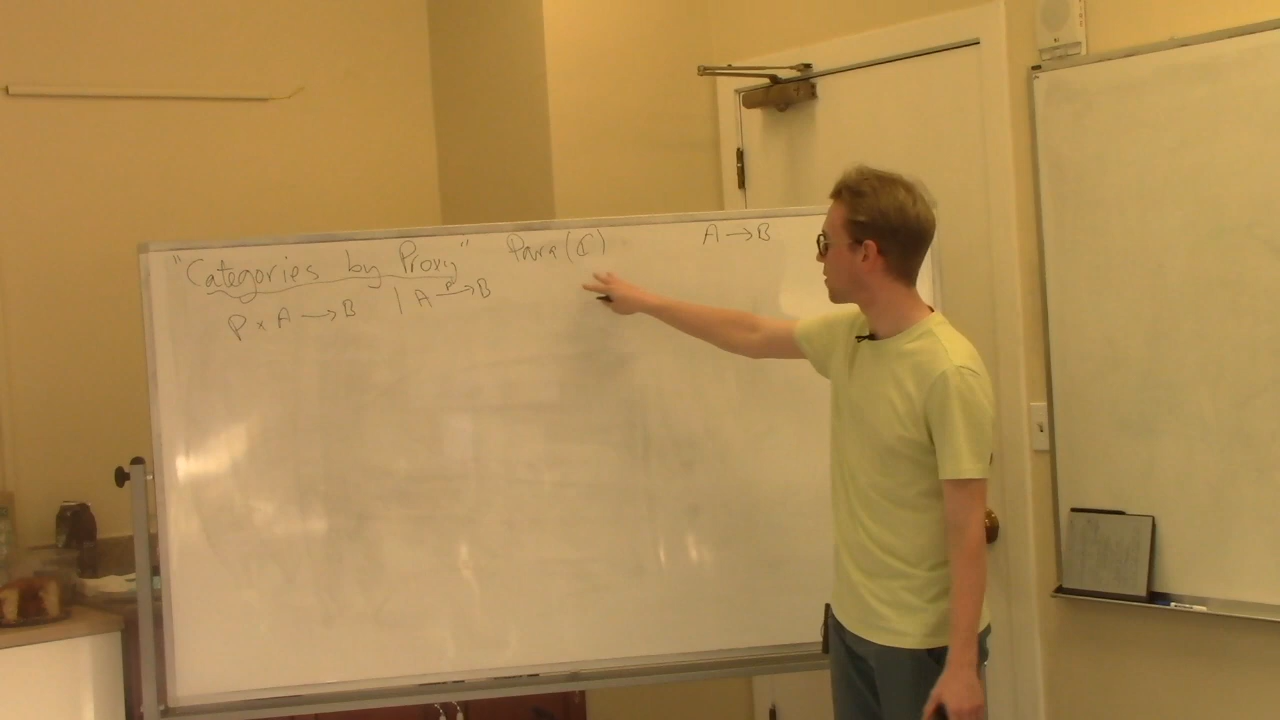 "Categories by Proxy" Para(C) A → B
P × A → B | A —P→ B